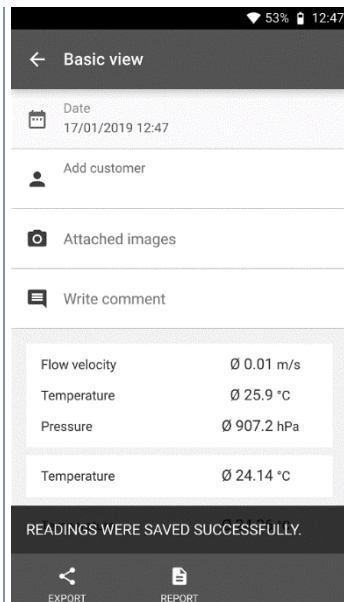 53% 12:47
Basic view
Date
17/01/2019 12:47
Add customer
Attached images
Write comment
Flow velocity Ø 0.01 m/s
Temperature Ø 25.9 °C
Pressure Ø 907.2 hPa
Temperature Ø 24.14 °C
READINGS WERE SAVED SUCCESSFULLY.
EXPORT REPORT